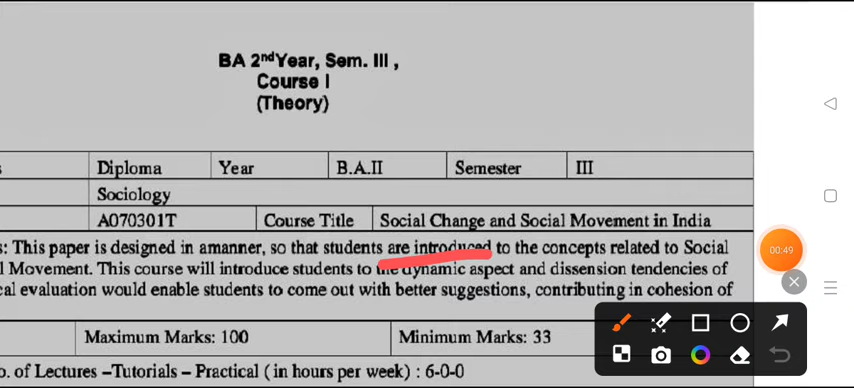 BA 2nd Year, Sem. III ,
Course I
(Theory)
Diploma Year B.A.II Semester III
Sociology
A070301T Course Title Social Change and Social Movement in India
s: This paper is designed in amanner, so that students are introduced to the concepts related to Social
l Movement. This course will introduce students to the dynamic aspect and dissension tendencies of
cal evaluation would enable students to come out with better suggestions, contributing in cohesion of
Maximum Marks: 100 Minimum Marks: 33
o. of Lectures –Tutorials – Practical ( in hours per week) : 6-0-0
00:49